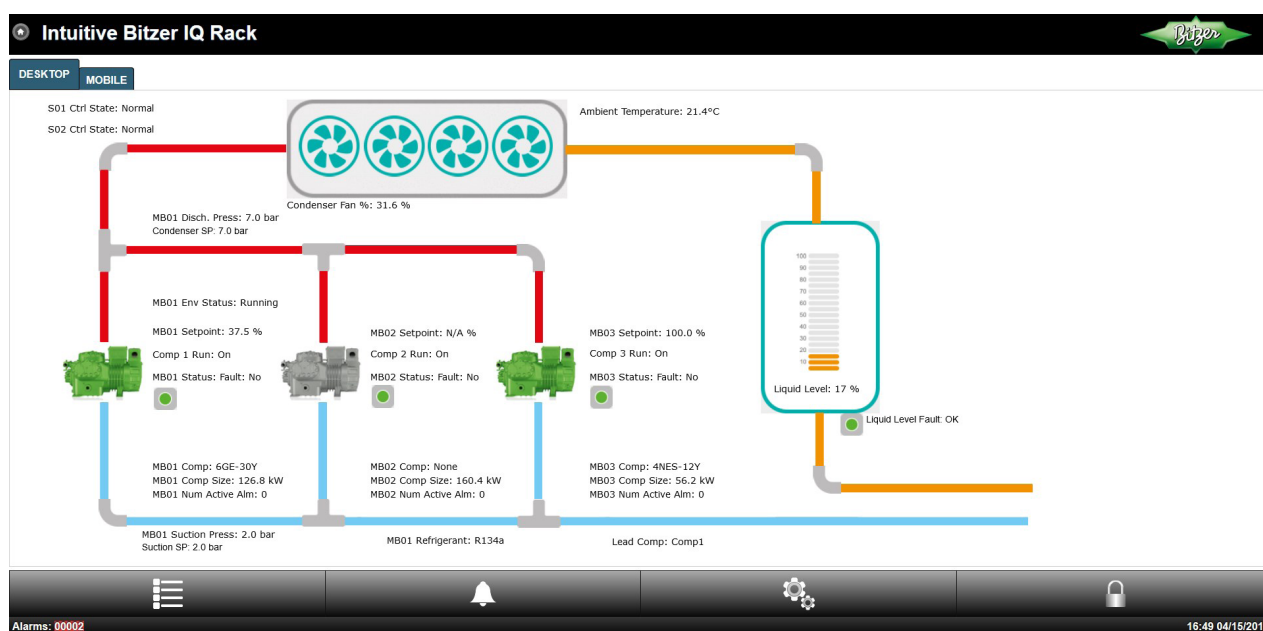 Intuitive Bitzer IQ Rack
Bitzer
DESKTOP
MOBILE
S01 Ctrl State: Normal
S02 Ctrl State: Normal
Ambient Temperature: 21.4°C
Condenser Fan %: 31.6 %
MB01 Disch. Press: 7.0 bar
Condenser SP: 7.0 bar
MB01 Env Status: Running
MB01 Setpoint: 37.5 %
Comp 1 Run: On
MB01 Status: Fault: No
MB02 Setpoint: N/A %
Comp 2 Run: On
MB02 Status: Fault: No
MB03 Setpoint: 100.0 %
Comp 3 Run: On
MB03 Status: Fault: No
100
90
80
70
60
50
40
30
20
10
Liquid Level: 17 %
Liquid Level Fault: OK
MB01 Comp: 6GE-30Y
MB01 Comp Size: 126.8 kW
MB01 Num Active Alm: 0
MB02 Comp: None
MB02 Comp Size: 160.4 kW
MB02 Num Active Alm: 0
MB03 Comp: 4NES-12Y
MB03 Comp Size: 56.2 kW
MB03 Num Active Alm: 0
MB01 Suction Press: 2.0 bar
Suction SP: 2.0 bar
MB01 Refrigerant: R134a
Lead Comp: Comp1
Alarms: 00002
16:49 04/15/201